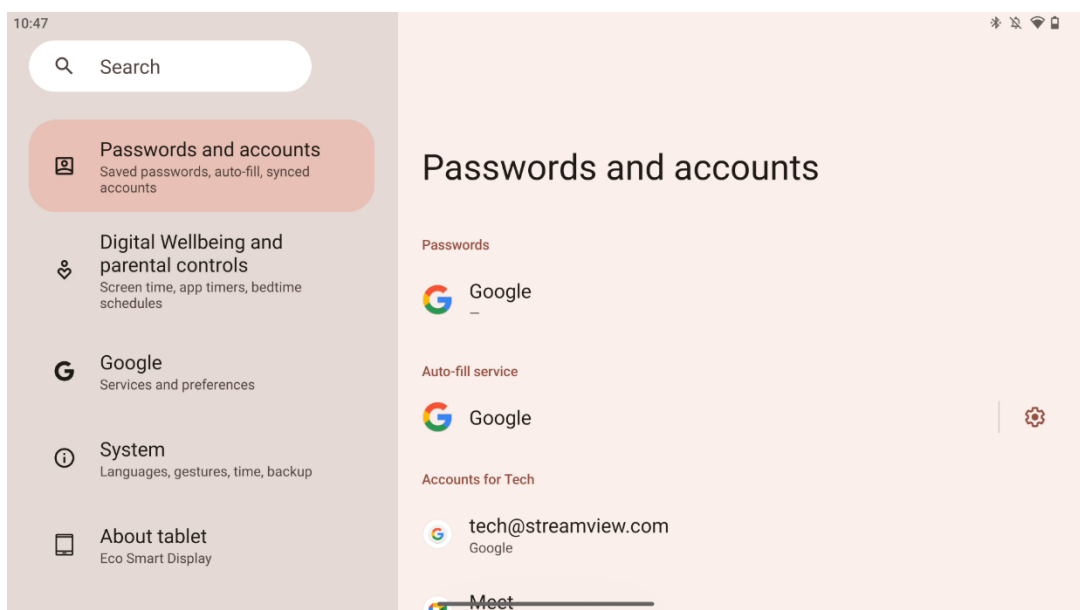 10:47
Search
Passwords and accounts
Saved passwords, auto-fill, synced
accounts
Digital Wellbeing and
parental controls
Screen time, app timers, bedtime
schedules
Google
Services and preferences
System
Languages, gestures, time, backup
About tablet
Eco Smart Display
Passwords and accounts
Passwords
Google
–
Auto-fill service
Google
Accounts for Tech
tech@streamview.com
Google
Meet